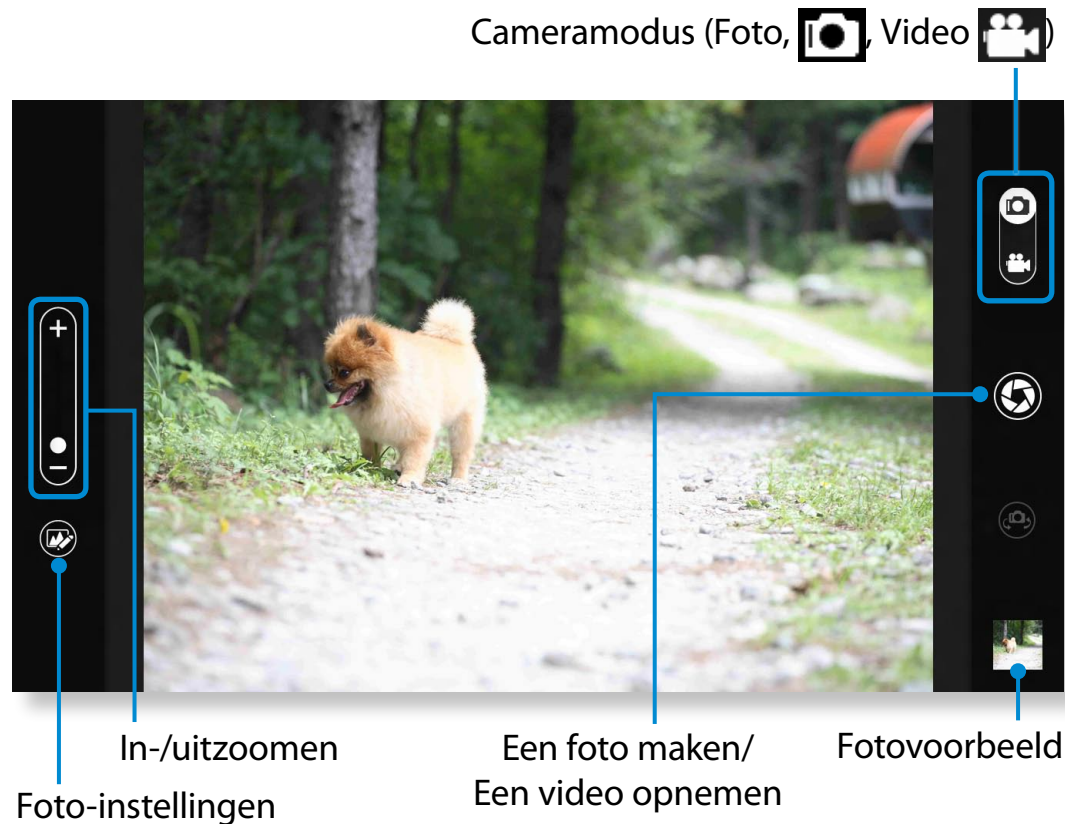 Cameramodus (Foto, , Video )
In-/uitzoomen
Een foto maken/
Een video opnemen
Fotovoorbeeld
Foto-instellingen